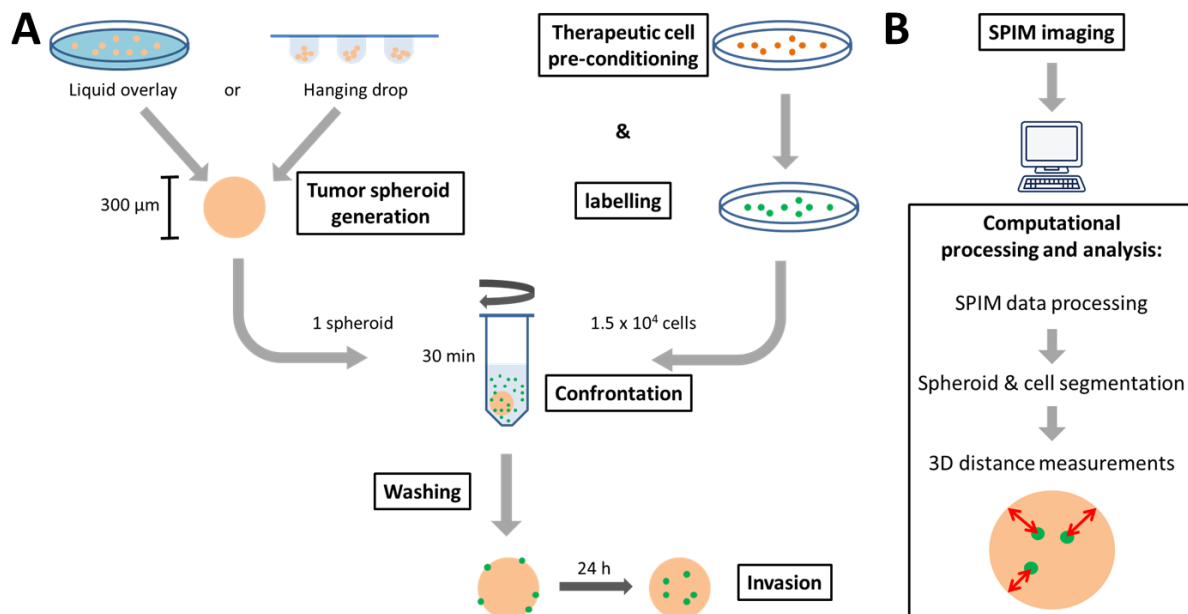 A
Liquid overlay
or
Hanging drop
300 µm
Tumor spheroid
generation
Therapeutic cell
pre-conditioning
&
labelling
1 spheroid
30 min
1.5 x 10⁴ cells
Confrontation
Washing
24 h
Invasion
B
SPIM imaging
Computational
processing and analysis:
SPIM data processing
Spheroid & cell segmentation
3D distance measurements